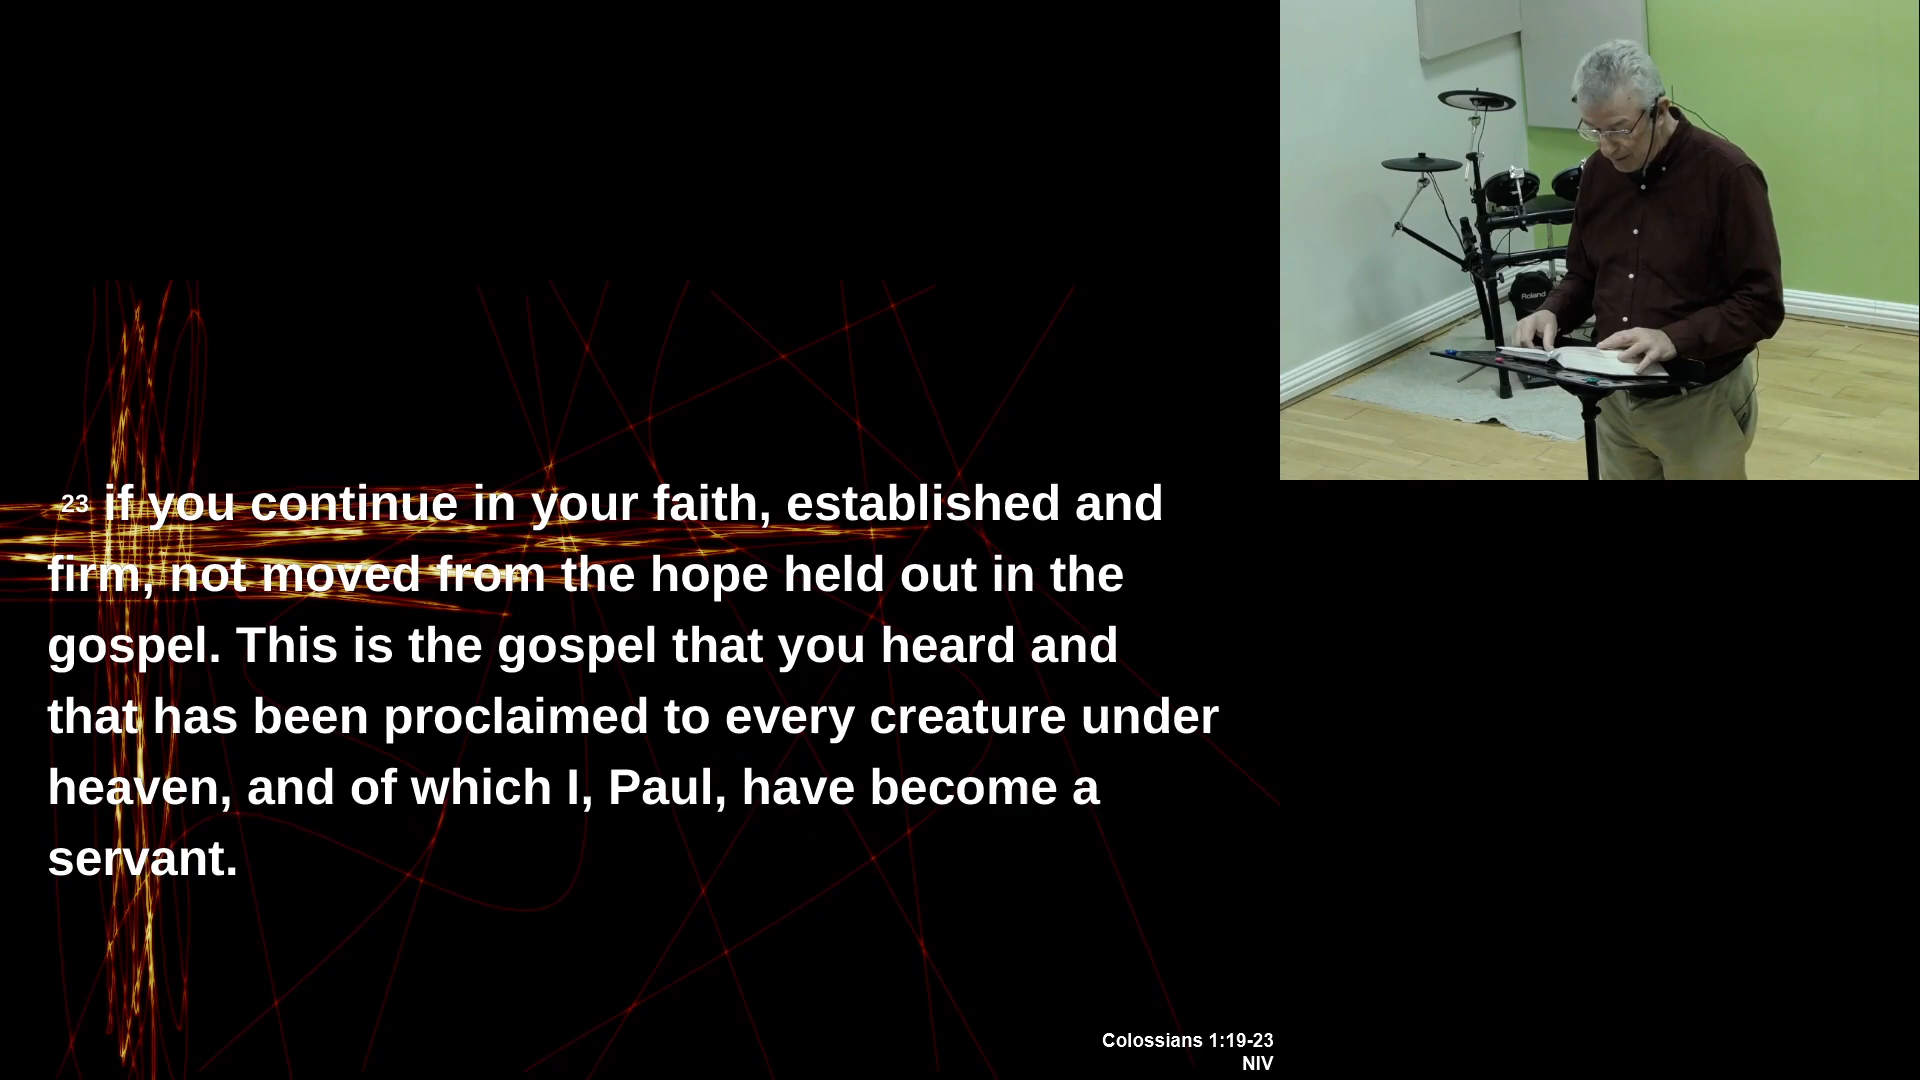 23 if you continue in your faith, established and
firm, not moved from the hope held out in the
gospel. This is the gospel that you heard and
that has been proclaimed to every creature under
heaven, and of which I, Paul, have become a
servant.
Colossians 1:19-23
NIV
Roland